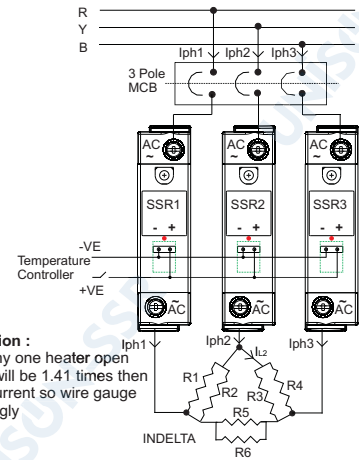 R
Y
B
Iph1 Iph2 Iph3
3 Pole
MCB
AC AC AC
~ ~ ~
SSR1 SSR2 SSR3
- + - + - +
-VE
Temperature
Controller
+VE
~ ~ ~
AC AC AC
Iph1 Iph2 Iph3
IL2
ion :
ny one heater open
will be 1.41 times then
urrent so wire gauge
gly
R1 R4
R2 R3
R5
R6
INDELTA